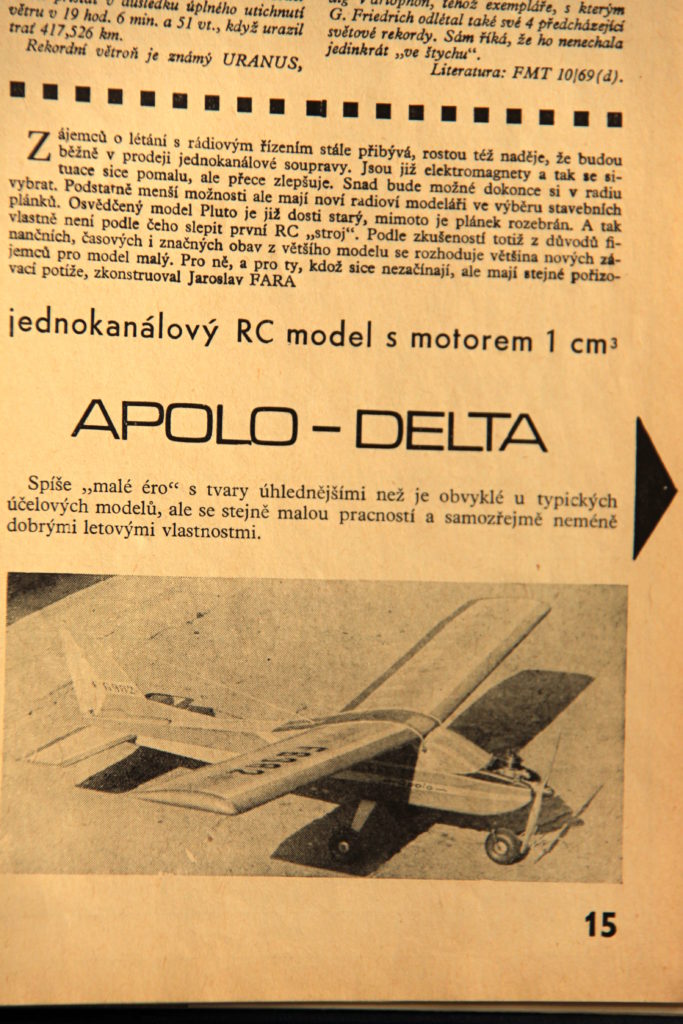 důsledku úplného utichnutí
větru v 19 hod. 6 min. a 51 vt., když urazil
trať 417,526 km.
Rekordní větroň je známý URANUS,
téhož exempláře, s kterým
G. Friedrich odlétal také své 4 předcházející
světové rekordy. Sám říká, že ho nenechala
jedinkrát „ve štychu“.
Literatura: FMT 10/69 (d).
Zájemců o létání s rádiovým řízením stále přibývá, rostou též naděje, že budou
běžně v prodeji jednokanálové soupravy. Jsou již elektromagnety a tak se si-
tuace sice pomalu, ale přece zlepšuje. Snad bude možné dokonce si v radiu
vybrat. Podstatně menší možnosti ale mají noví radioví modeláři ve výběru stavebních
plánků. Osvědčený model Pluto je již dosti starý, mimoto je plánek rozebrán. A tak
vlastně není podle čeho slepit první RC „stroj“. Podle zkušeností totiž z důvodů fi-
nančních, časových i značných obav z většího modelu se rozhoduje většina nových zá-
jemců pro model malý. Pro ně, a pro ty, kdož sice nezačínají, ale mají stejné pořizo-
vací potíže, zkonstruoval Jaroslav FARA
jednokanálový RC model s motorem 1 cm³
APOLO – DELTA
Spíše „malé éro“ s tvary úhlednějšími než je obvyklé u typických
účelových modelů, ale se stejně malou pracností a samozřejmě neméně
dobrými letovými vlastnostmi.
15